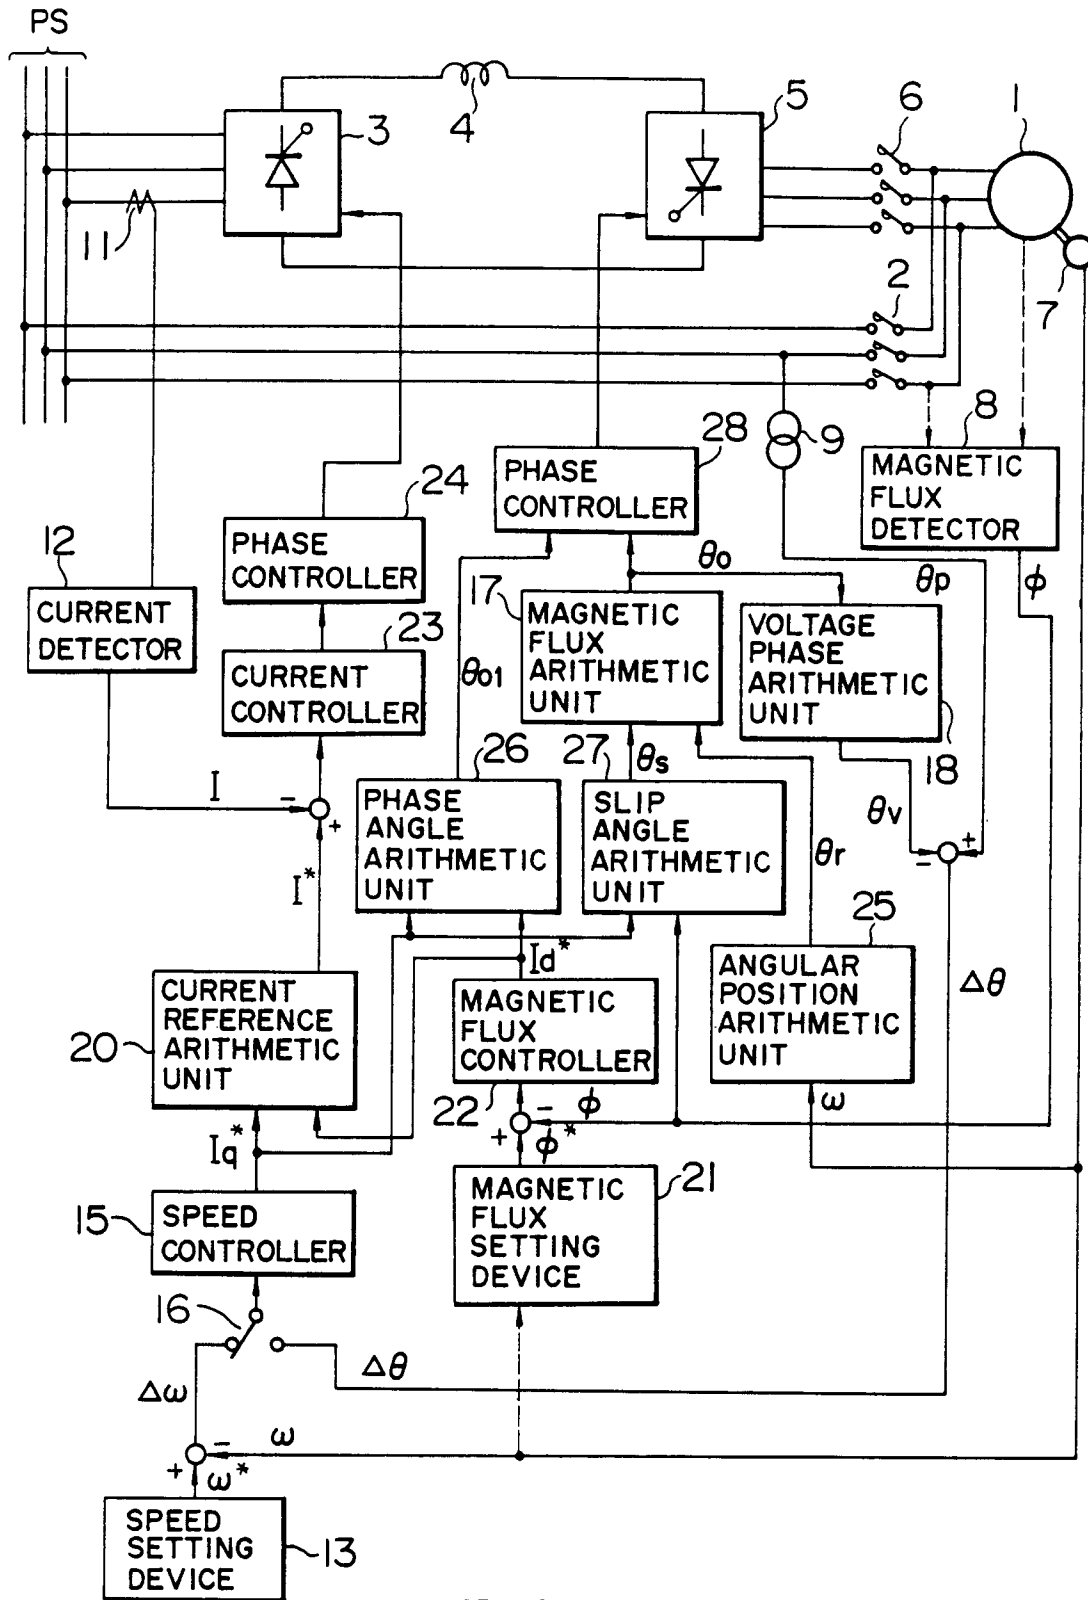 PS
3
4
5
6
1
11
2
7
9
8
MAGNETIC
FLUX
DETECTOR
28
PHASE
CONTROLLER
24
PHASE
CONTROLLER
12
CURRENT
DETECTOR
θo
θp
ϕ
17
MAGNETIC
FLUX
ARITHMETIC
UNIT
VOLTAGE
PHASE
ARITHMETIC
UNIT
18
23
CURRENT
CONTROLLER
θo1
26
PHASE
ANGLE
ARITHMETIC
UNIT
27
θs
SLIP
ANGLE
ARITHMETIC
UNIT
θr
θv
+
−
I
−
+
I*
25
ANGULAR
POSITION
ARITHMETIC
UNIT
Δθ
Id*
20
CURRENT
REFERENCE
ARITHMETIC
UNIT
MAGNETIC
FLUX
CONTROLLER
22
− ϕ
+
ϕ*
ω
Iq*
15
SPEED
CONTROLLER
21
MAGNETIC
FLUX
SETTING
DEVICE
16
Δθ
Δω
− ω
+
ω*
SPEED
SETTING
DEVICE
13